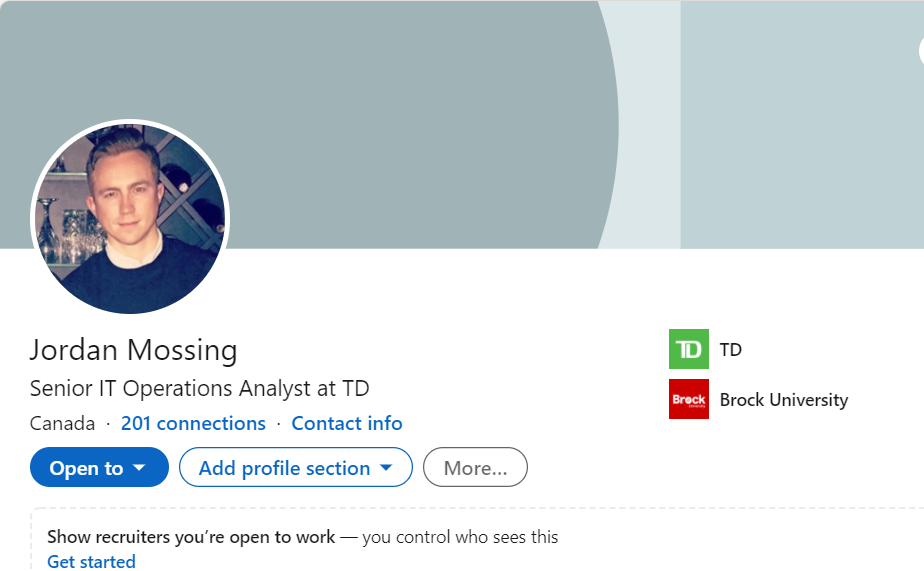 Jordan Mossing
Senior IT Operations Analyst at TD
Canada · 201 connections · Contact info
Open to
Add profile section
More...
TD
TD
Brock
University
Brock University
Show recruiters you're open to work — you control who sees this
Get started